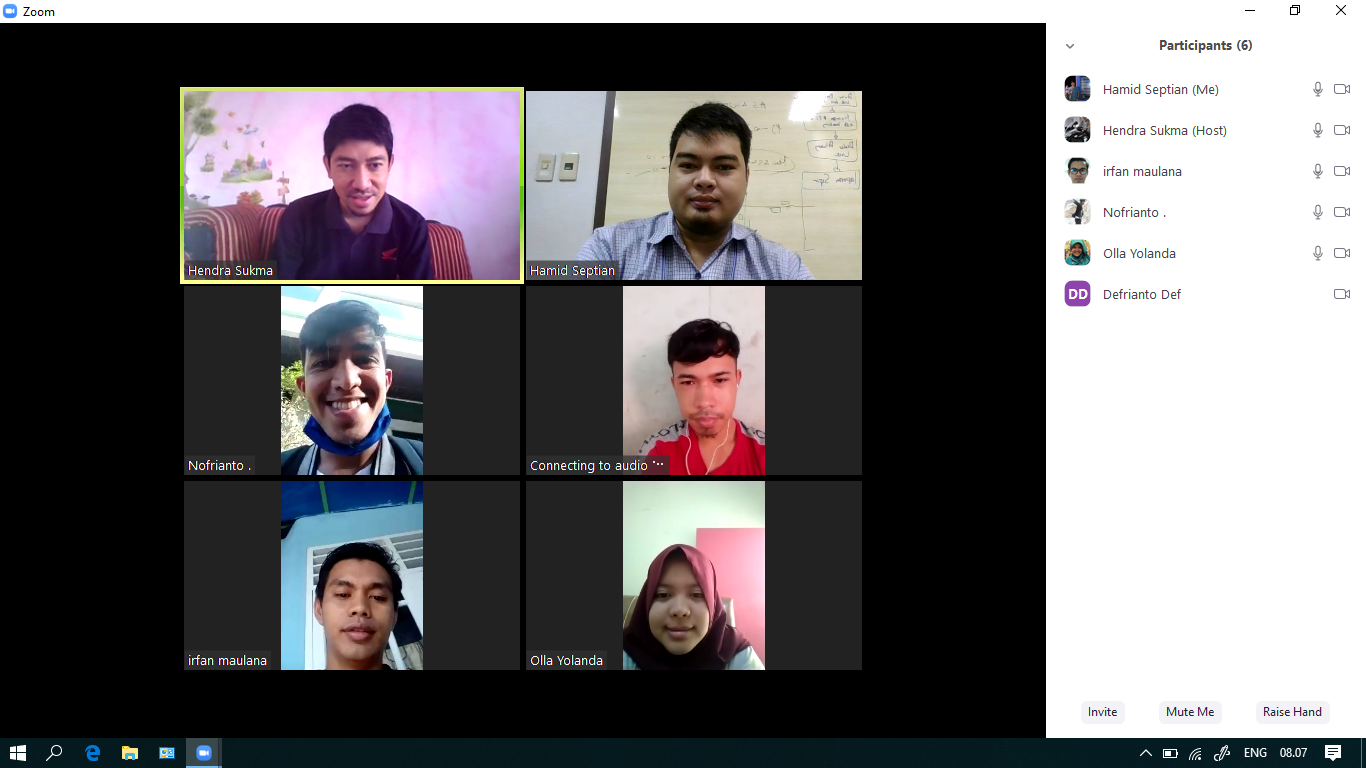 Zoom
Participants (6)
Hamid Septian (Me)
Hendra Sukma (Host)
irfan maulana
Nofrianto .
Olla Yolanda
DD Defrianto Def
Hendra Sukma
Hamid Septian
Nofrianto .
Connecting to audio ...
irfan maulana
Olla Yolanda
Invite
Mute Me
Raise Hand
ENG
08.07